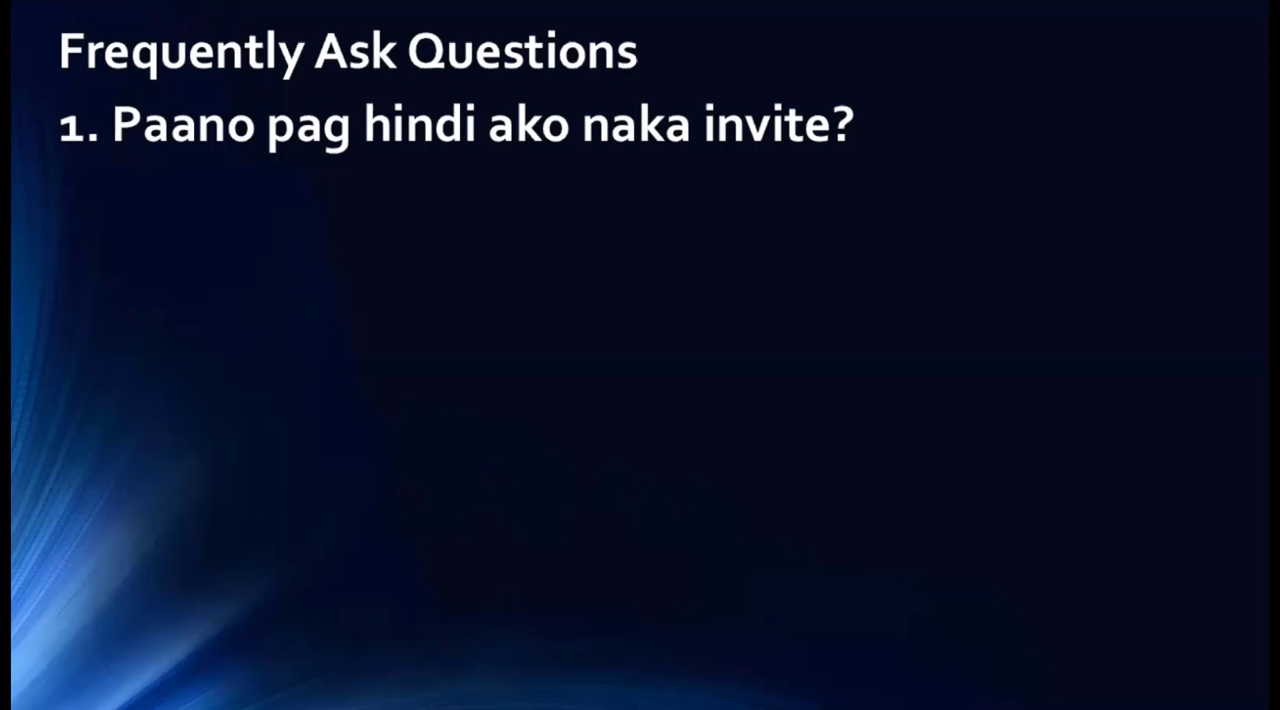 Frequently Ask Questions
1. Paano pag hindi ako naka invite?